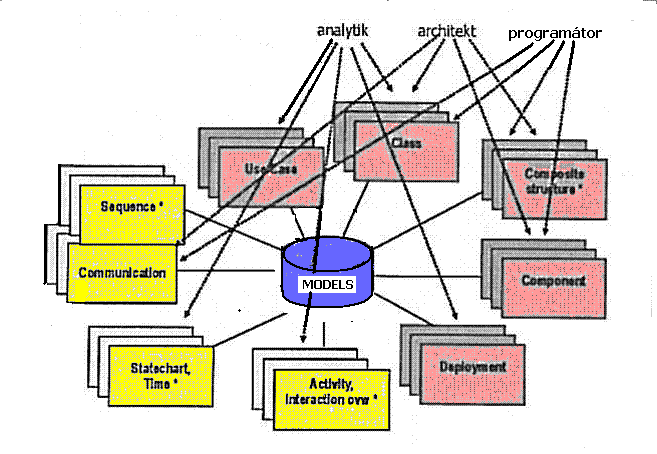 analytik architekt programátor
Class
Use Case
Composite
structure *
Sequence *
Communication
MODELS
Component
Statechart,
Time *
Activity,
Interaction ovw *
Deployment